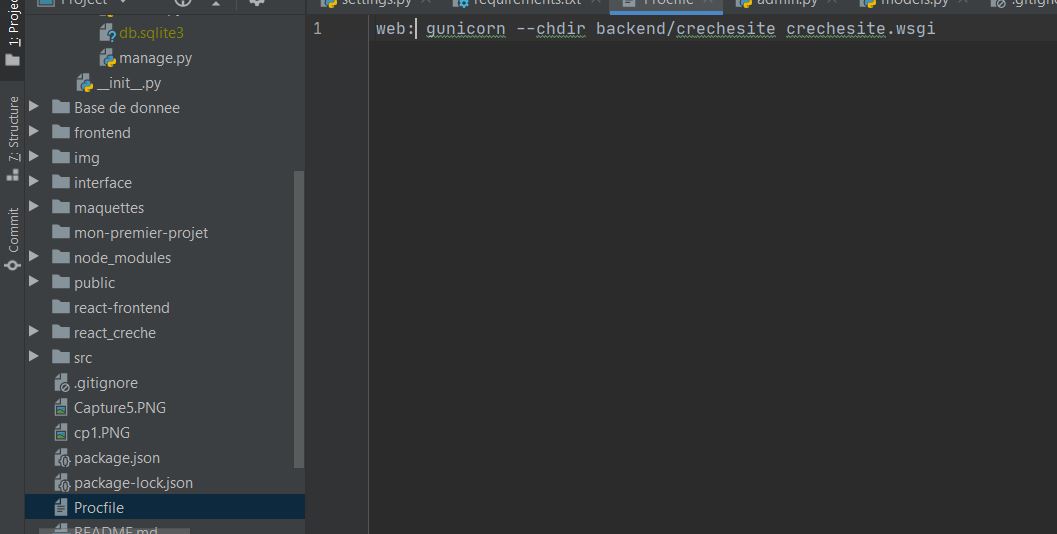 Project
settings.py
requirements.txt
Procfile
admin.py
models.py
.gitign
1: Project
7: Structure
Commit
db.sqlite3
manage.py
__init__.py
Base de donnee
frontend
img
interface
maquettes
mon-premier-projet
node_modules
public
react-frontend
react_creche
src
.gitignore
Capture5.PNG
cp1.PNG
package.json
package-lock.json
Procfile
README.md
1 web: gunicorn --chdir backend/crechesite crechesite.wsgi